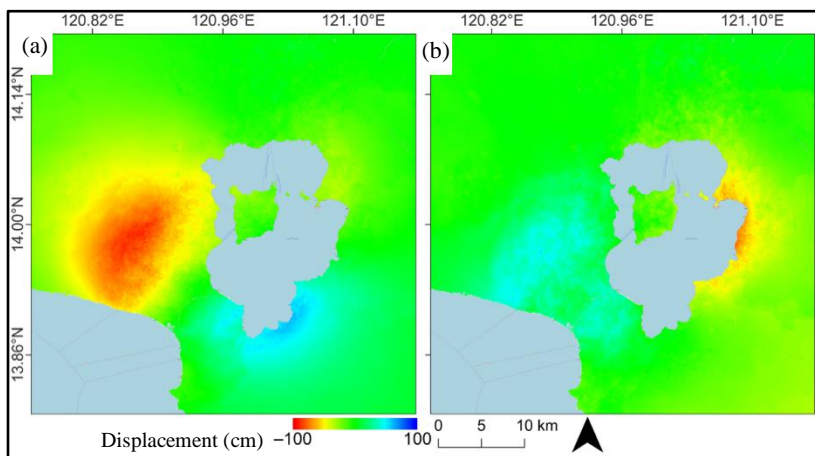 120.82°E 120.96°E 121.10°E 120.82°E 120.96°E 121.10°E
(a) (b)
14.14°N
14.00°N
13.86°N
Displacement (cm) −100 100 0 5 10 km